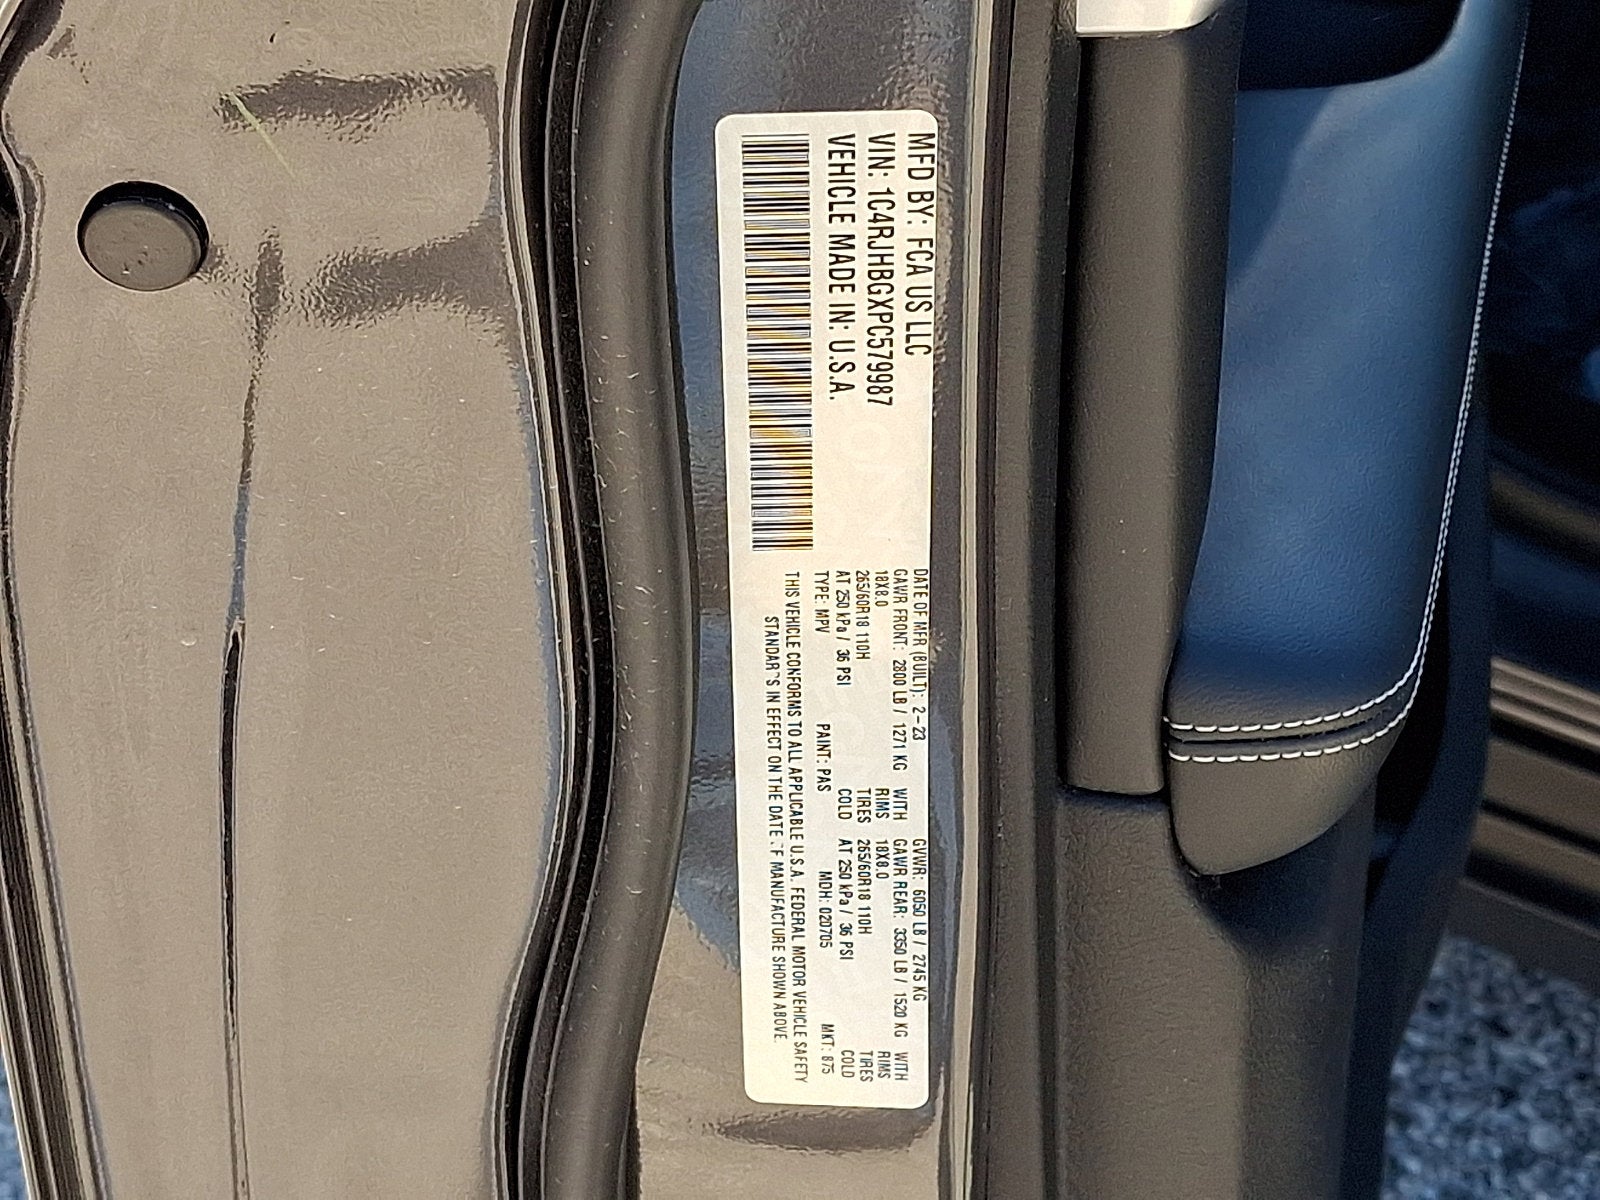 MFD BY: FCA US LLC
VIN: 1C4RJHBGXPC579987
VEHICLE MADE IN: U.S.A.
DATE OF MFR (BUILT): 2-23 GVWR: 6050 LB / 2745 KG
GAWR FRONT: 2800 LB / 1271 KG WITH GAWR REAR: 3350 LB / 1520 KG WITH
18X8.0 RIMS 18X8.0 RIMS
265/60R18 110H TIRES 265/60R18 110H TIRES
AT 250 kPa / 36 PSI COLD AT 250 kPa / 36 PSI COLD
TYPE: MPV PAINT: PAS MDH: 020705 MKT: 875
THIS VEHICLE CONFORMS TO ALL APPLICABLE U.S.A. FEDERAL MOTOR VEHICLE SAFETY
STANDARDS IN EFFECT ON THE DATE OF MANUFACTURE SHOWN ABOVE.